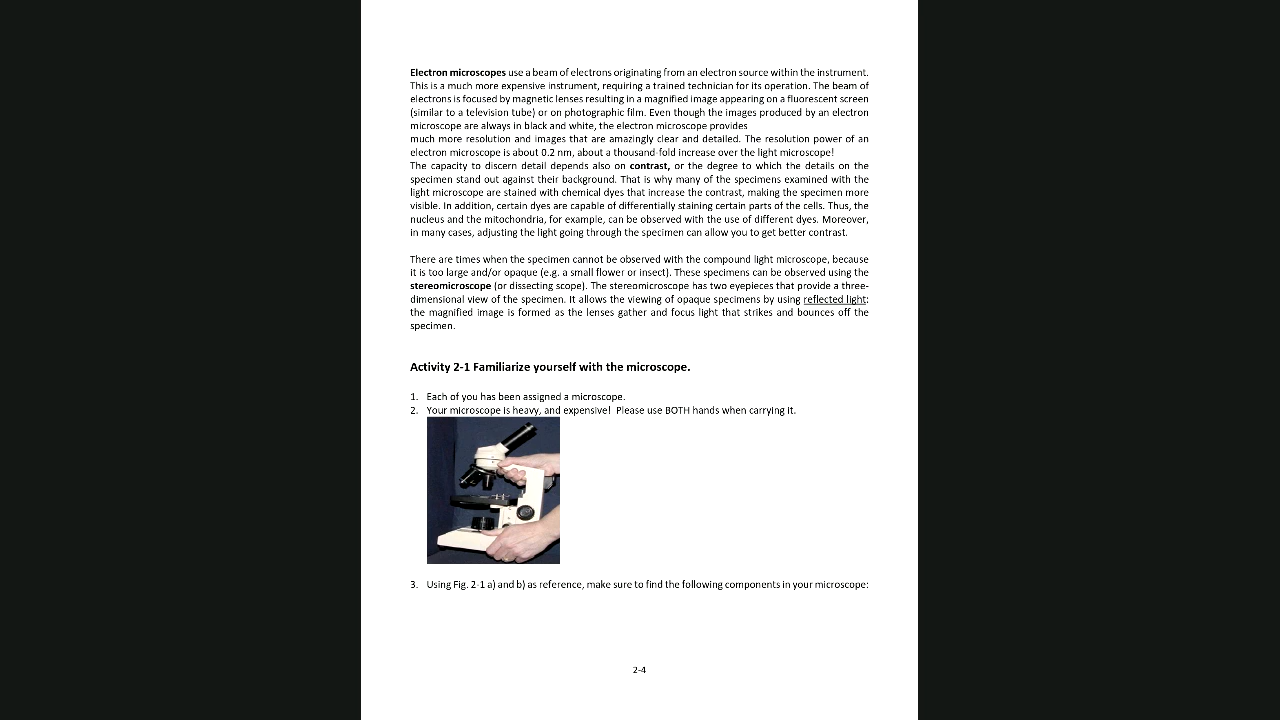 Electron microscopes use a beam of electrons originating from an electron source within the instrument.
This is a much more expensive instrument, requiring a trained technician for its operation. The beam of
electrons is focused by magnetic lenses resulting in a magnified image appearing on a fluorescent screen
(similar to a television tube) or on photographic film. Even though the images produced by an electron
microscope are always in black and white, the electron microscope provides
much more resolution and images that are amazingly clear and detailed. The resolution power of an
electron microscope is about 0.2 nm, about a thousand-fold increase over the light microscope!
The capacity to discern detail depends also on contrast, or the degree to which the details on the
specimen stand out against their background. That is why many of the specimens examined with the
light microscope are stained with chemical dyes that increase the contrast, making the specimen more
visible. In addition, certain dyes are capable of differentially staining certain parts of the cells. Thus, the
nucleus and the mitochondria, for example, can be observed with the use of different dyes. Moreover,
in many cases, adjusting the light going through the specimen can allow you to get better contrast.
There are times when the specimen cannot be observed with the compound light microscope, because
it is too large and/or opaque (e.g. a small flower or insect). These specimens can be observed using the
stereomicroscope (or dissecting scope). The stereomicroscope has two eyepieces that provide a three-
dimensional view of the specimen. It allows the viewing of opaque specimens by using reflected light:
the magnified image is formed as the lenses gather and focus light that strikes and bounces off the
specimen.
Activity 2-1 Familiarize yourself with the microscope.
1. Each of you has been assigned a microscope.
2. Your microscope is heavy, and expensive! Please use BOTH hands when carrying it.
3. Using Fig. 2-1 a) and b) as reference, make sure to find the following components in your microscope:
2-4